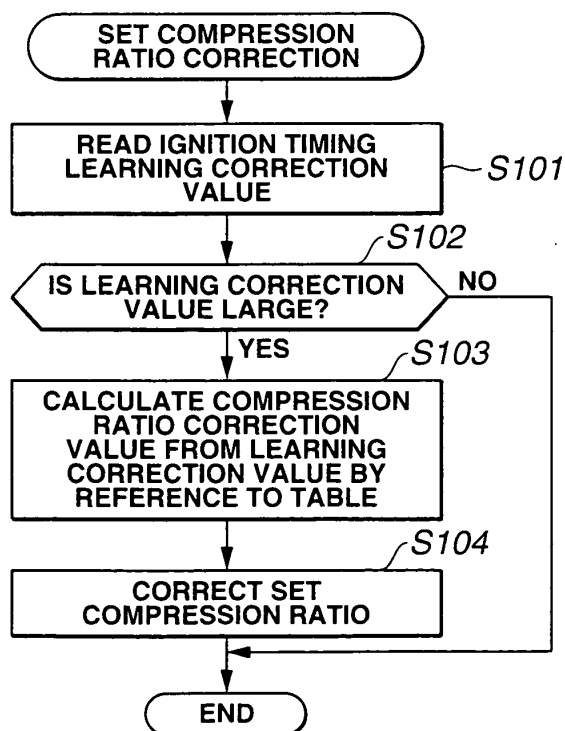 SET COMPRESSION
RATIO CORRECTION
READ IGNITION TIMING
LEARNING CORRECTION
VALUE
S101
S102
IS LEARNING CORRECTION
VALUE LARGE?
NO
YES
S103
CALCULATE COMPRESSION
RATIO CORRECTION
VALUE FROM LEARNING
CORRECTION VALUE BY
REFERENCE TO TABLE
S104
CORRECT SET
COMPRESSION RATIO
END